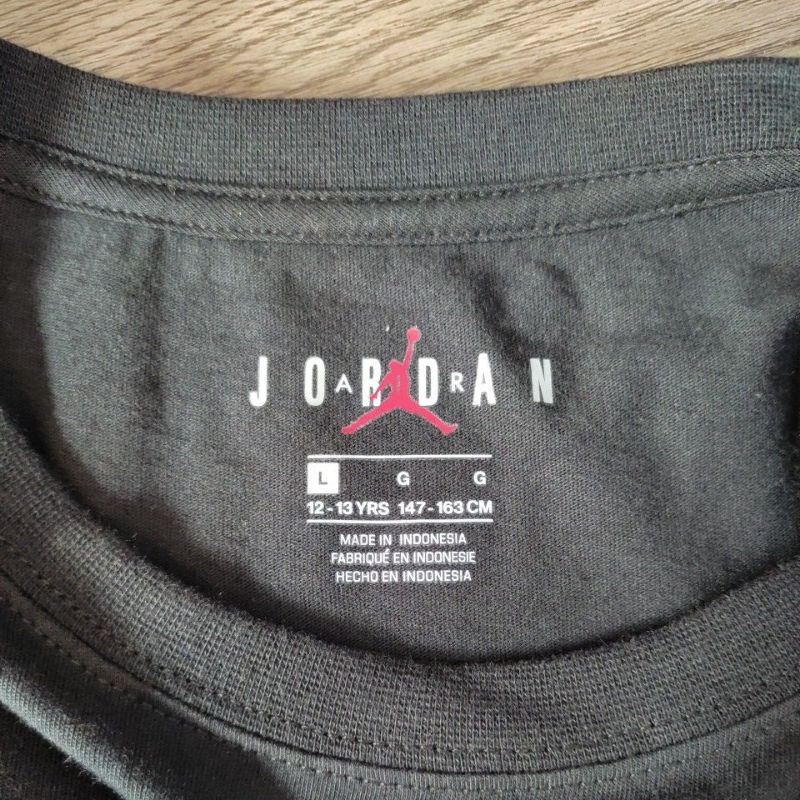 JORDAN
AIR
L G G
12-13 YRS 147-163 CM
MADE IN INDONESIA
FABRIQUÉ EN INDONESIE
HECHO EN INDONESIA